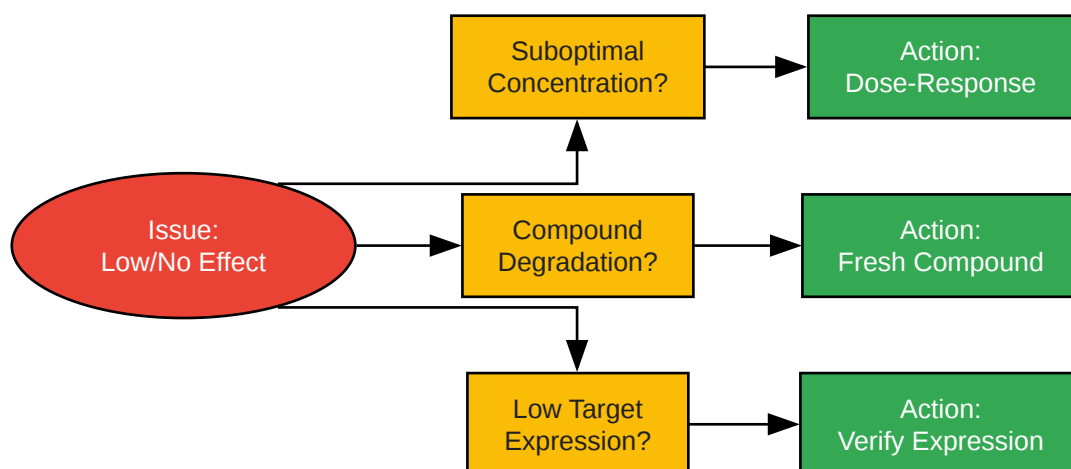 Suboptimal
Concentration?
Action:
Dose-Response
Issue:
Low/No Effect
Compound
Degradation?
Action:
Fresh Compound
Low Target
Expression?
Action:
Verify Expression